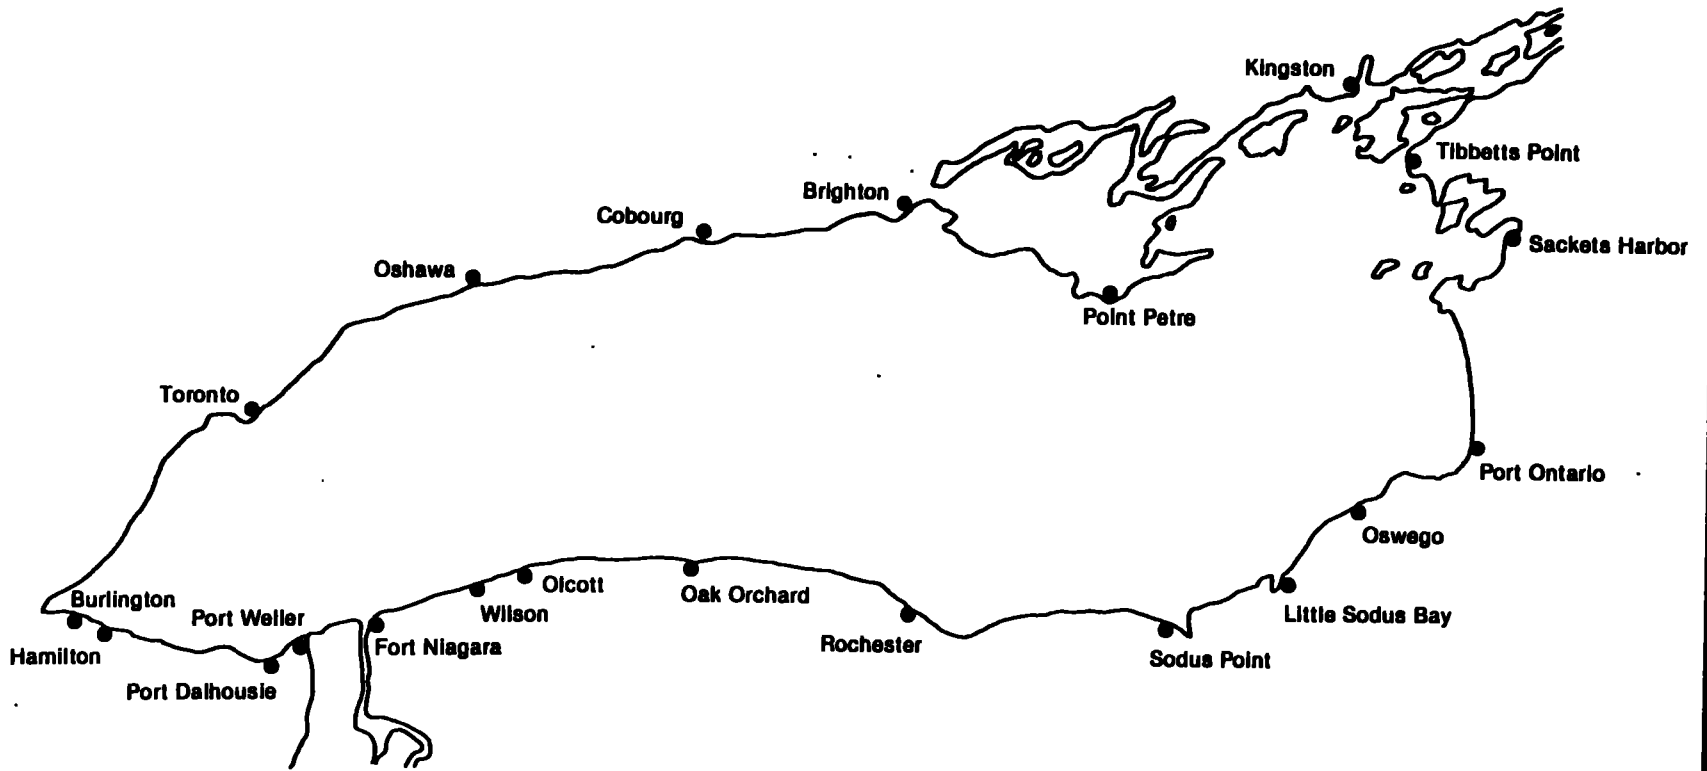 Kingston
Tibbetts Point
Brighton
Cobourg
Sackets Harbor
Oshawa
Point Petre
Toronto
Port Ontario
Oswego
Olcott
Oak Orchard
Burlington
Wilson
Little Sodus Bay
Port Weller
Rochester
Fort Niagara
Hamilton
Sodus Point
Port Dalhousie